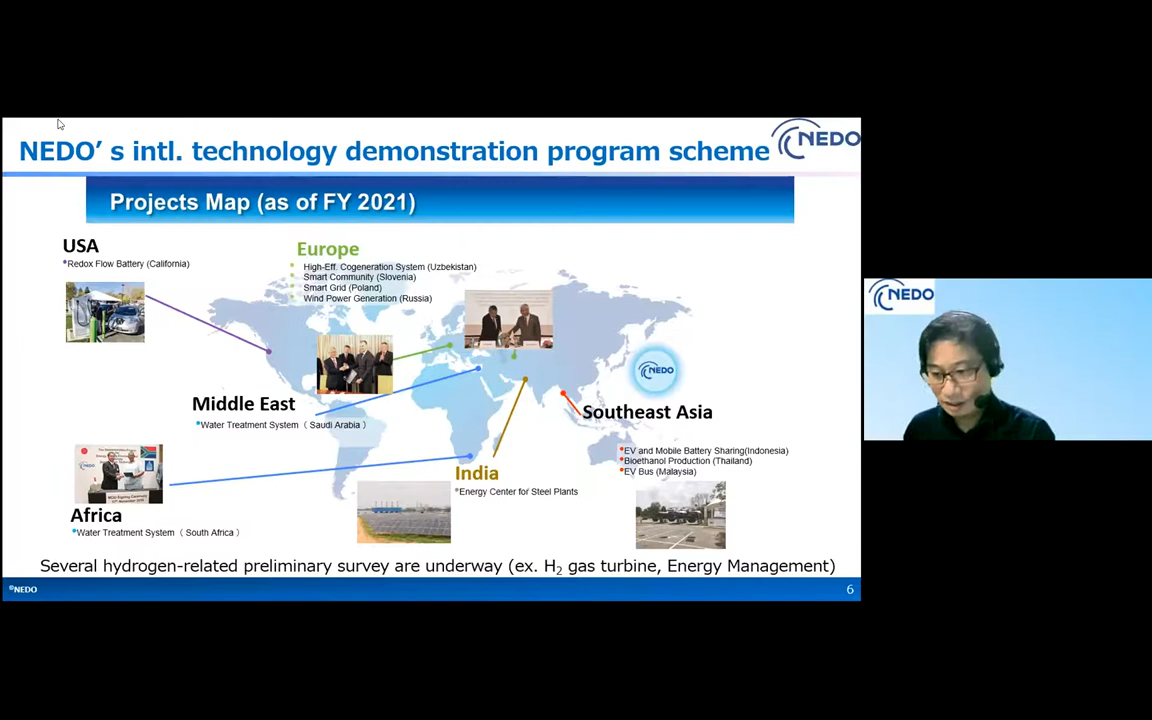 NEDO' s intl. technology demonstration program scheme
NEDO
Projects Map (as of FY 2021)
USA
Redox Flow Battery (California)
Europe
High-Eff. Cogeneration System (Uzbekistan)
Smart Community (Slovenia)
Smart Grid (Poland)
Wind Power Generation (Russia)
NEDO
NEDO
Middle East
Water Treatment System ( Saudi Arabia )
Southeast Asia
EV and Mobile Battery Sharing(Indonesia)
Bioethanol Production (Thailand)
EV Bus (Malaysia)
India
Energy Center for Steel Plants
Africa
Water Treatment System ( South Africa )
Several hydrogen-related preliminary survey are underway (ex. H₂ gas turbine, Energy Management)
©NEDO
6